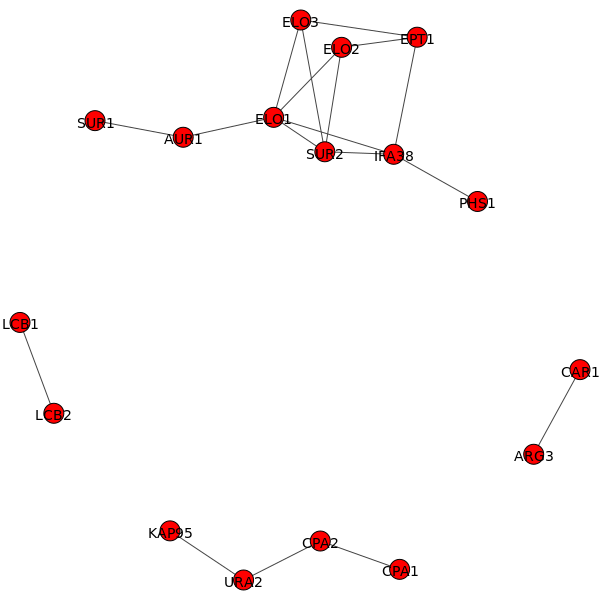 ELO3
EPT1
ELO2
SUR1
ELO1
AUR1
SUR2
IFA38
PHS1
LCB1
CAR1
LCB2
ARG3
KAP95
CPA2
CPA1
URA2